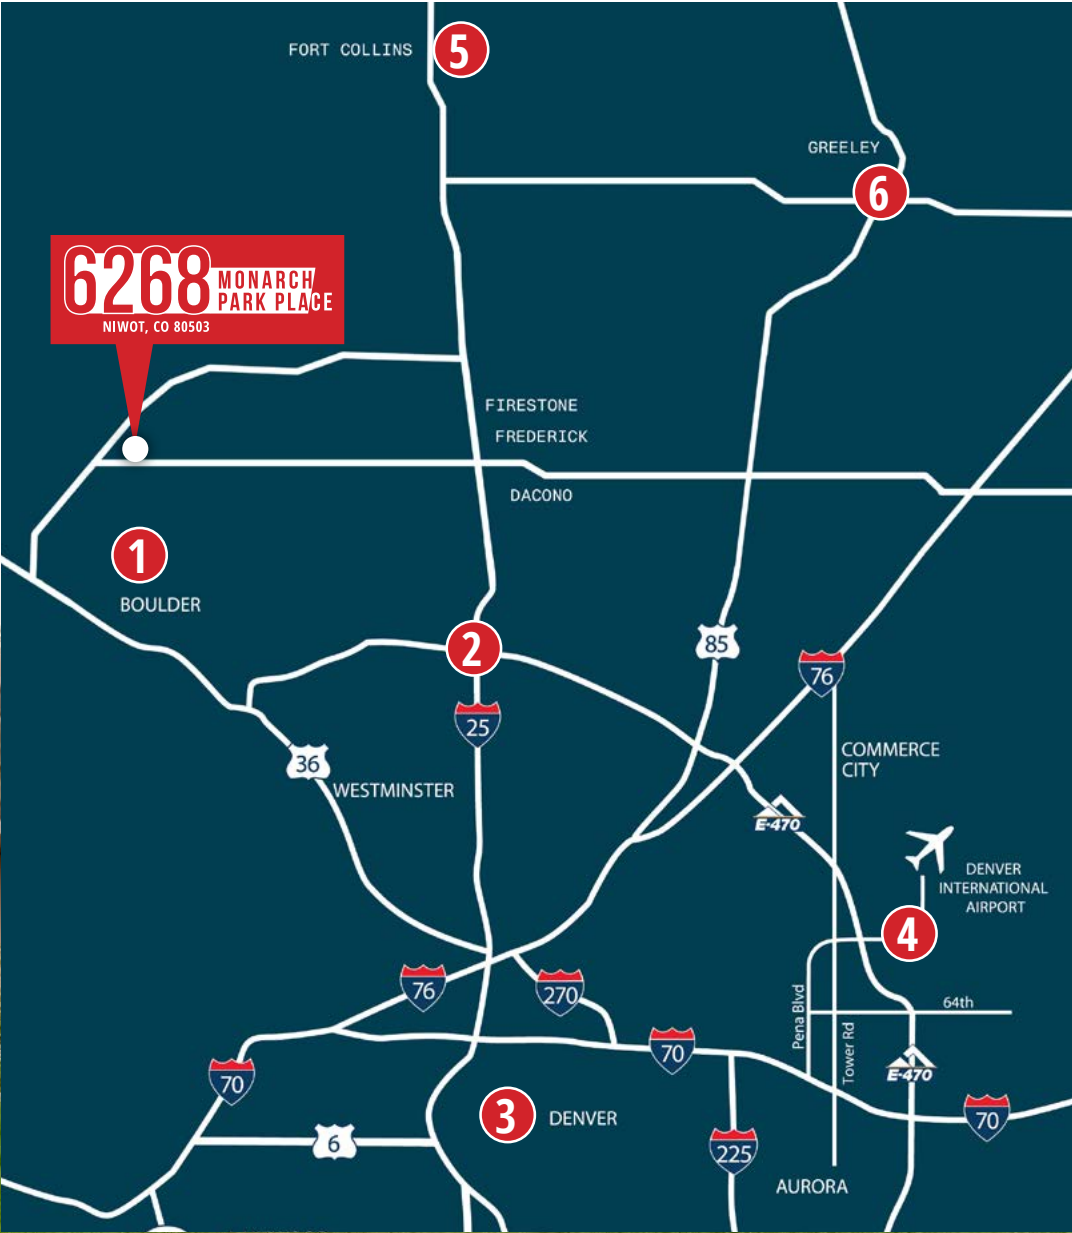 FORT COLLINS
5
GREELEY
6
6268
MONARCH
PARK PLACE
NIWOT, CO 80503
FIRESTONE
FREDERICK
DACONO
1
BOULDER
2
85
76
25
36
WESTMINSTER
COMMERCE
CITY
E-470
DENVER
INTERNATIONAL
AIRPORT
4
76
270
Pena Blvd
64th
70
Tower Rd
E-470
70
3
DENVER
70
6
225
AURORA